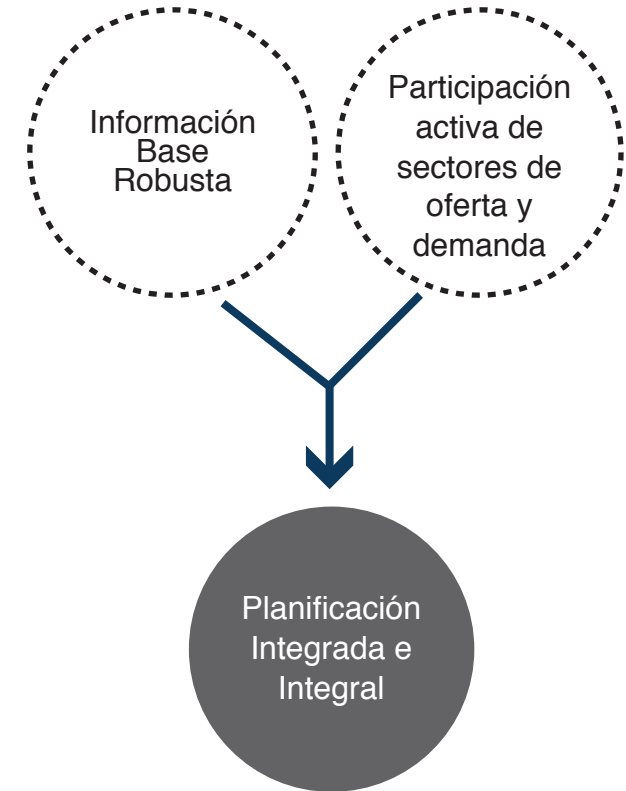 Información
Base
Robusta
Participación
activa de
sectores de
oferta y
demanda
Planificación
Integrada e
Integral